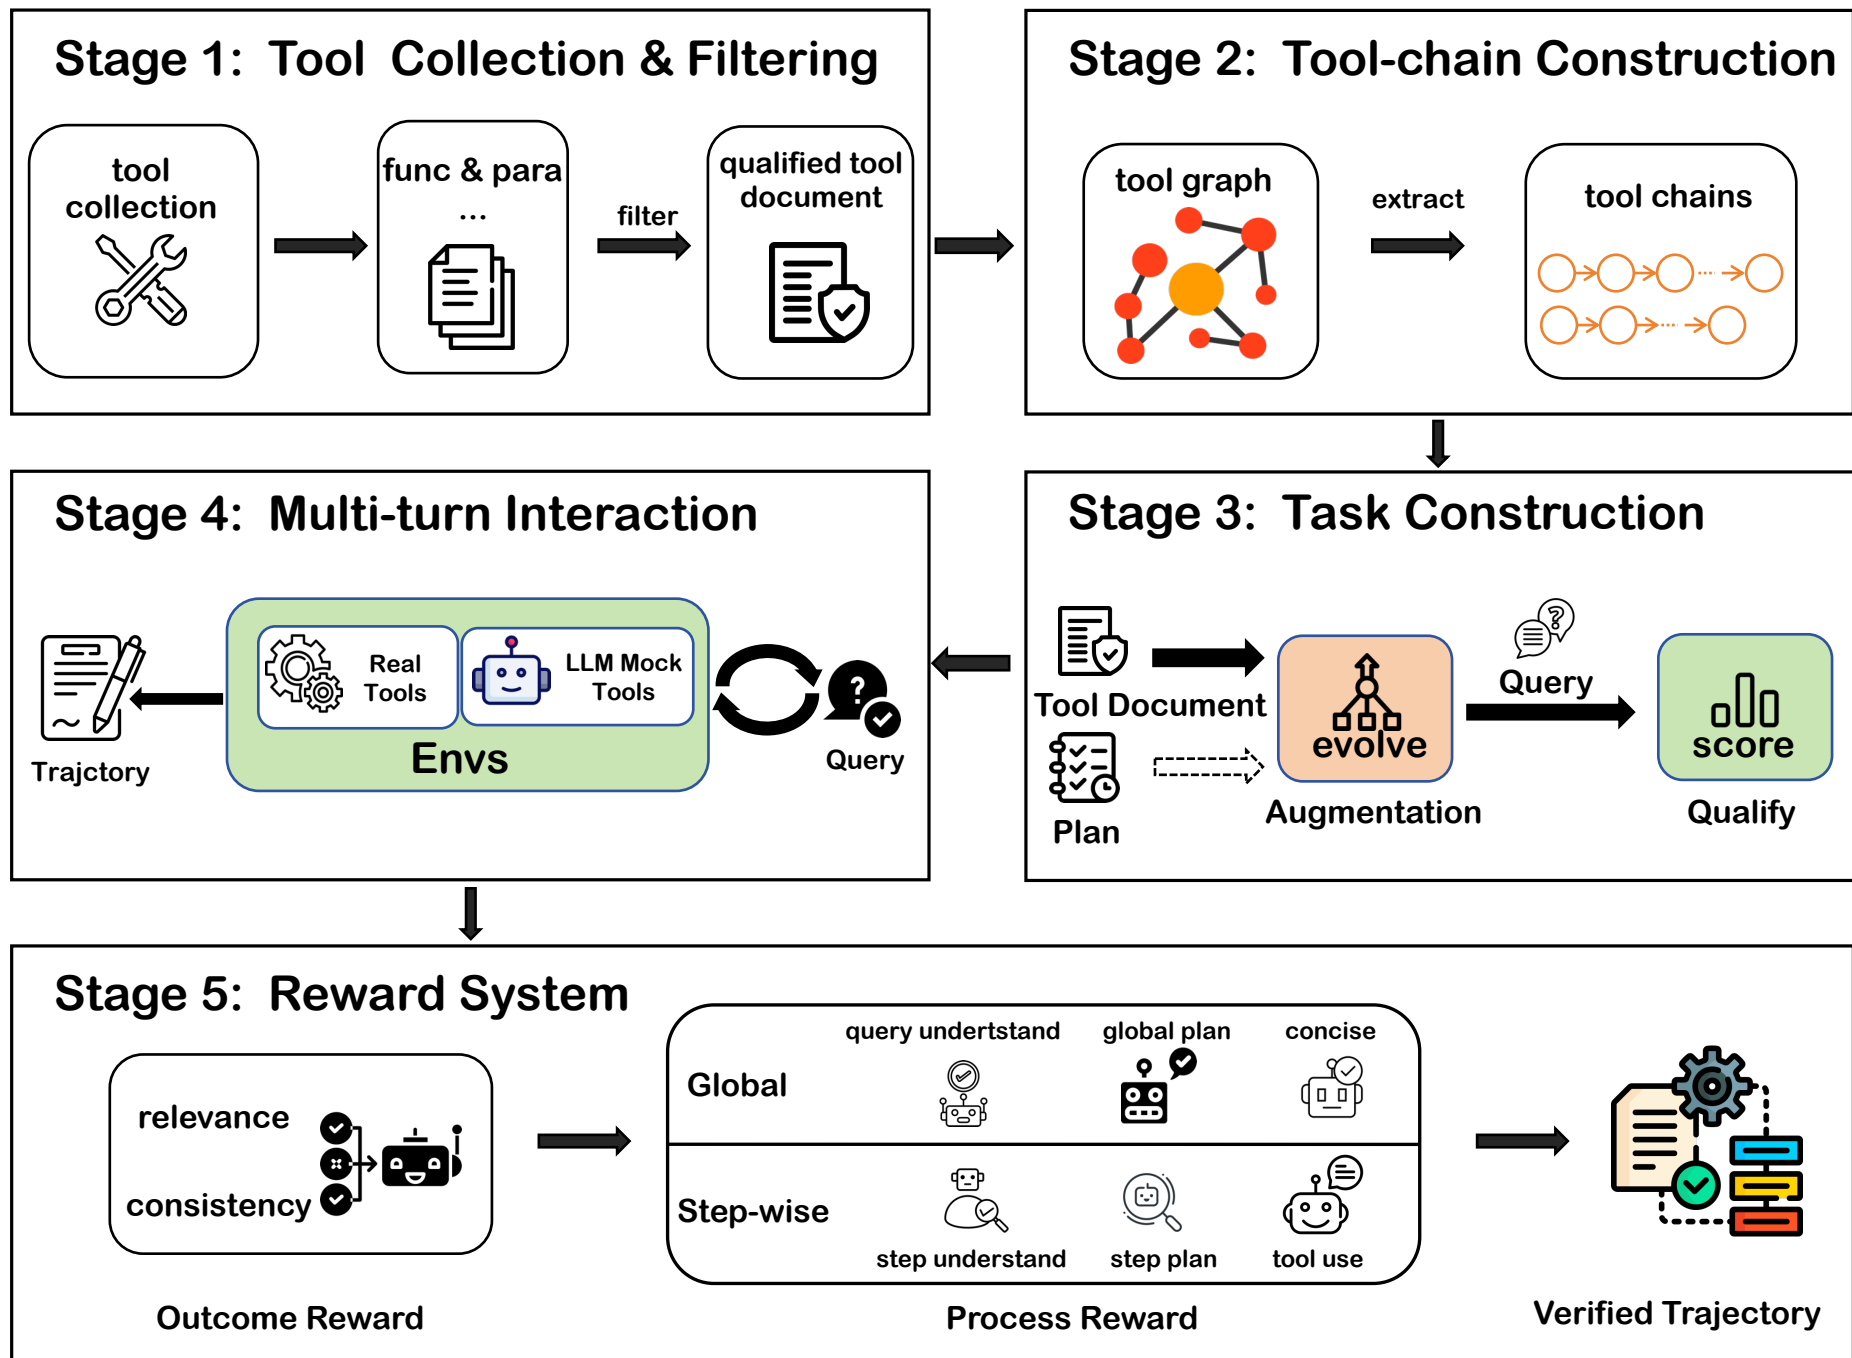 Stage 1: Tool Collection & Filtering
tool
collection
func & para
...
filter
qualified tool
document
Stage 2: Tool-chain Construction
tool graph
extract
tool chains
Stage 4: Multi-turn Interaction
Trajctory
Real
Tools
LLM Mock
Tools
Envs
?
Query
Stage 3: Task Construction
Tool Document
Plan
evolve
Augmentation
?
Query
score
Qualify
Stage 5: Reward System
relevance
consistency
Outcome Reward
query undertstand
global plan
concise
Global
Step-wise
step understand
step plan
tool use
Process Reward
Verified Trajectory